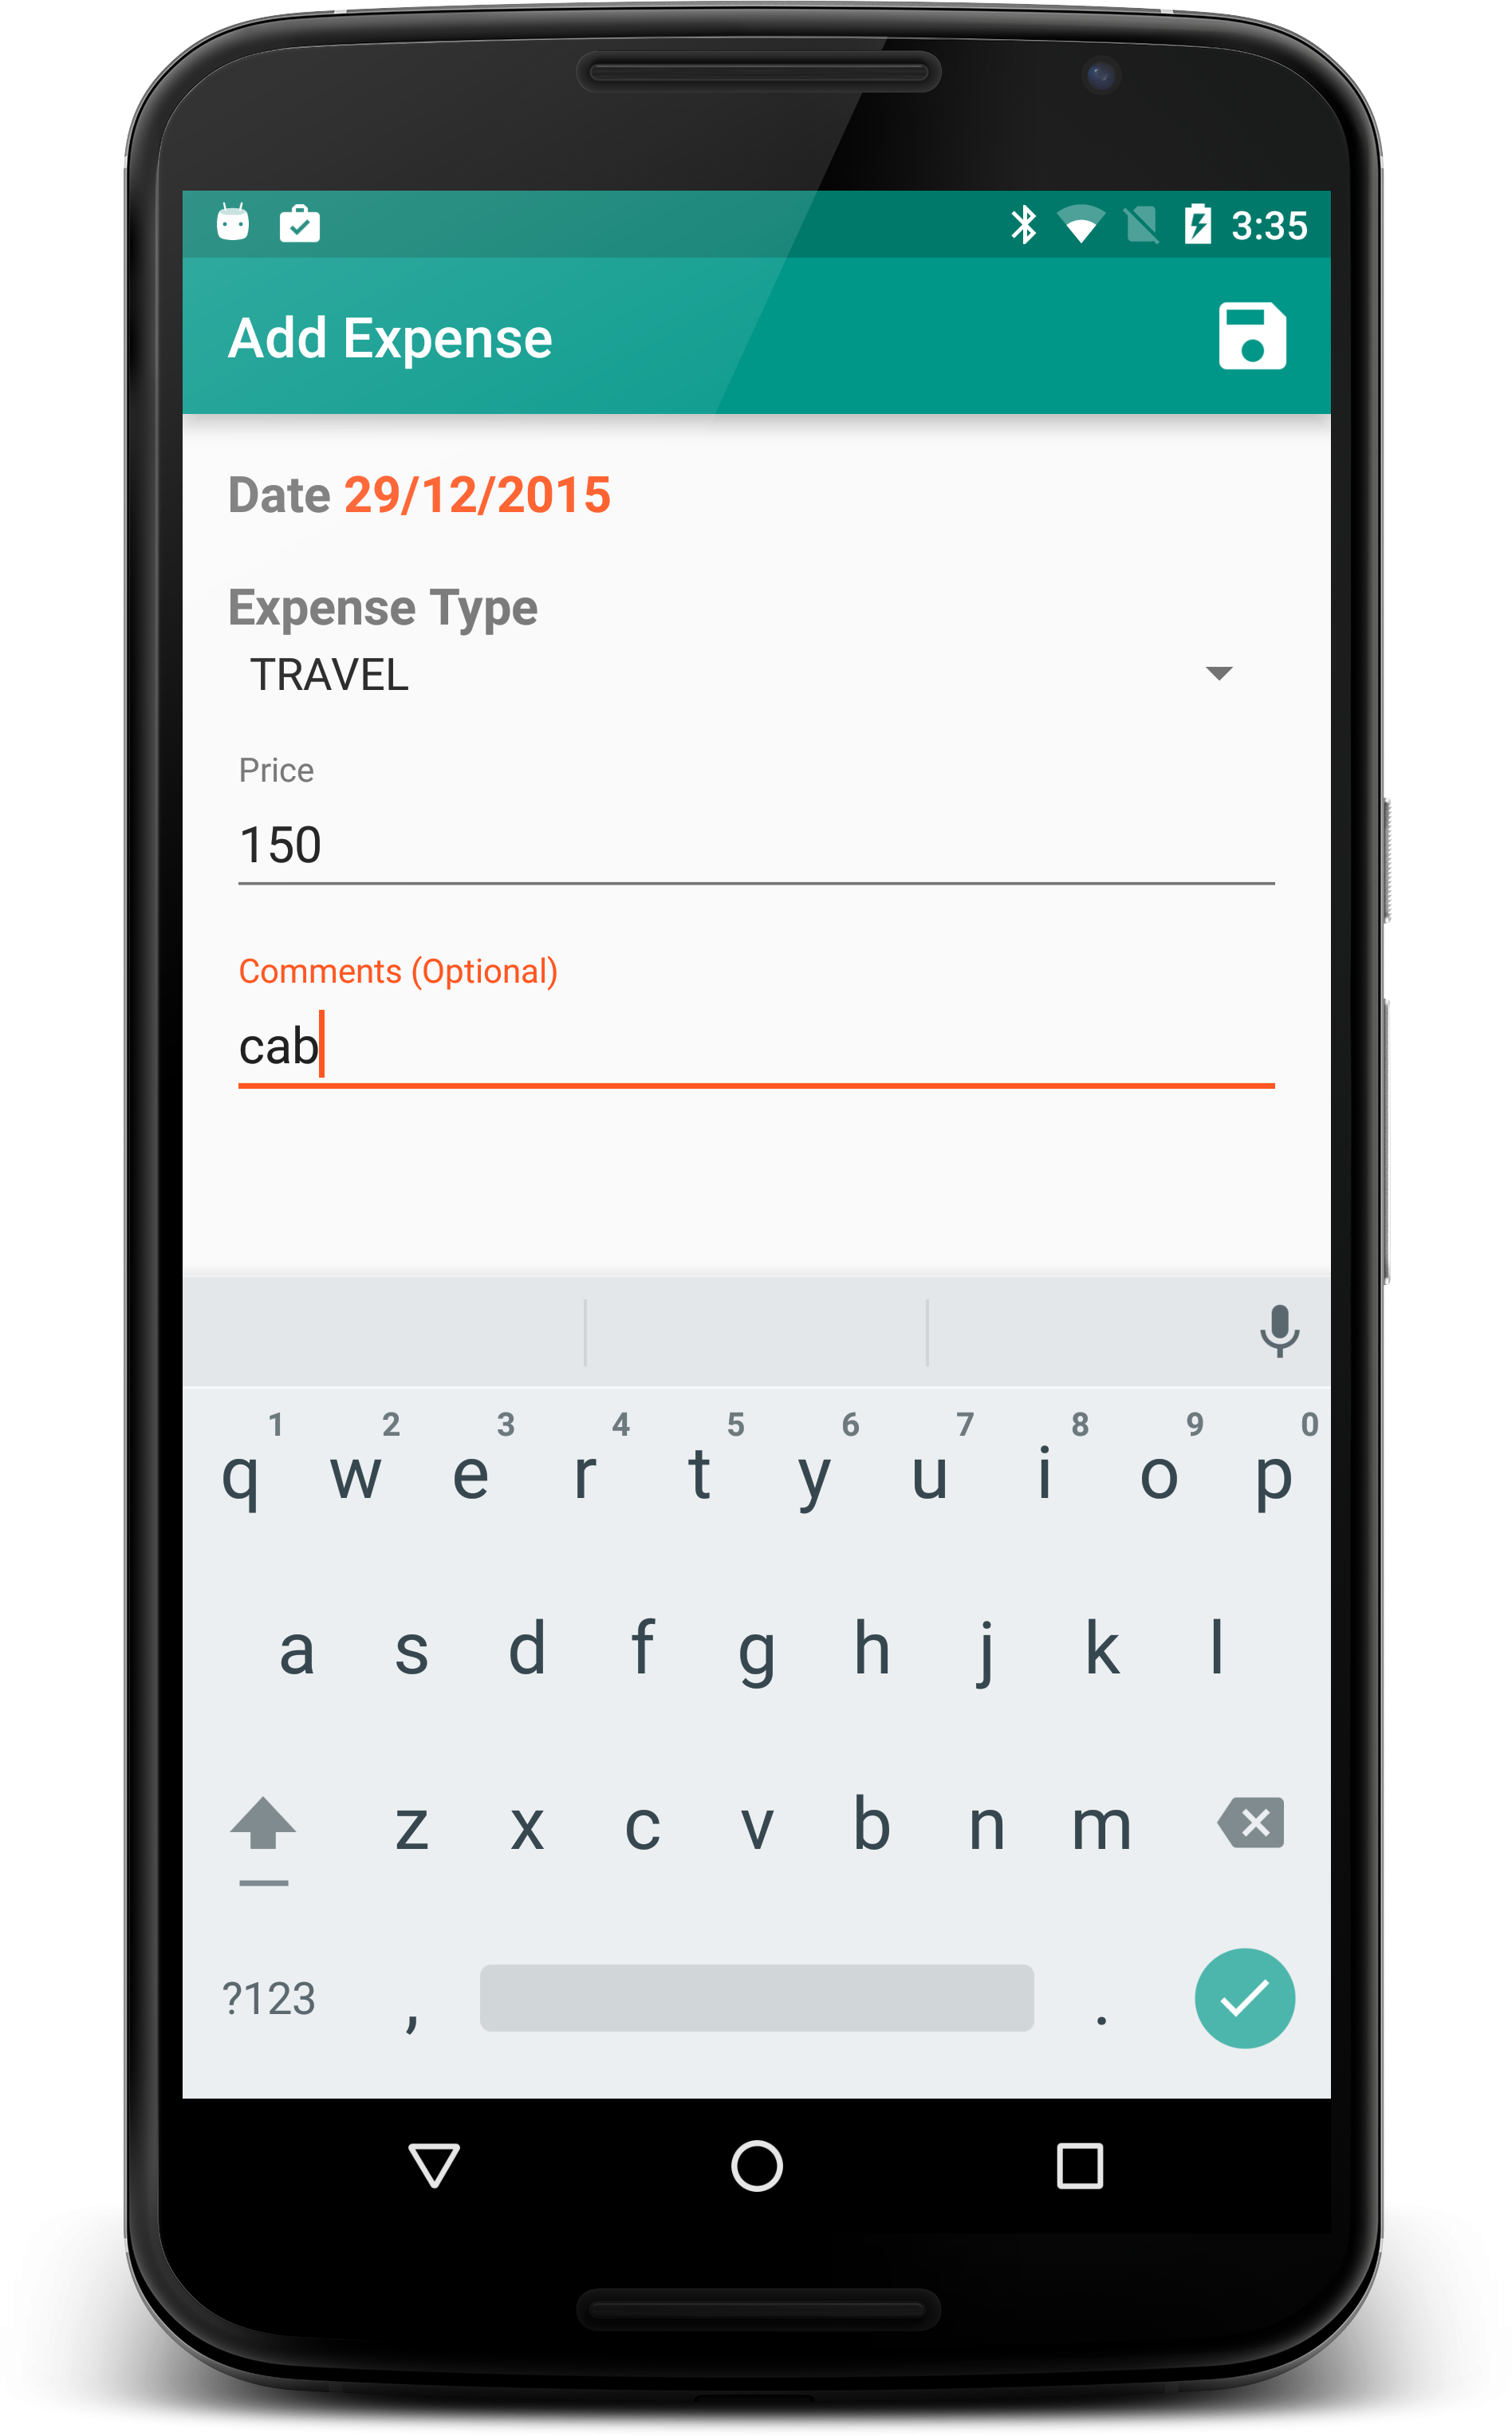 3:35
Add Expense
Date 29/12/2015
Expense Type
TRAVEL
Price
150
Comments (Optional)
cab
1 2 3 4 5 6 7 8 9 0
q w e r t y u i o p
a s d f g h j k l
z x c v b n m
?123 , .